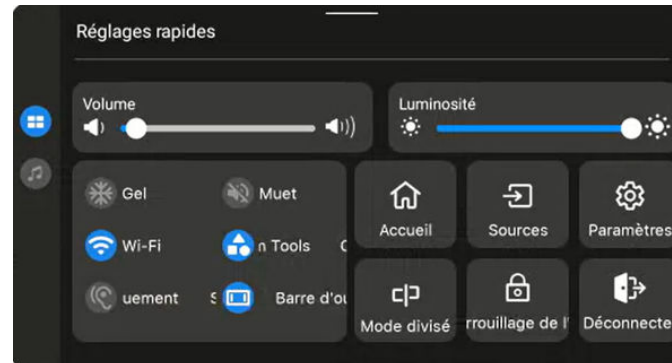 Réglages rapides
Volume
Luminosité
Gel
Muet
Accueil
Sources
Paramètres
Wi-Fi
n Tools
uement
Barre d'ou
Mode divisé
rrouillage de l'
Déconnecte